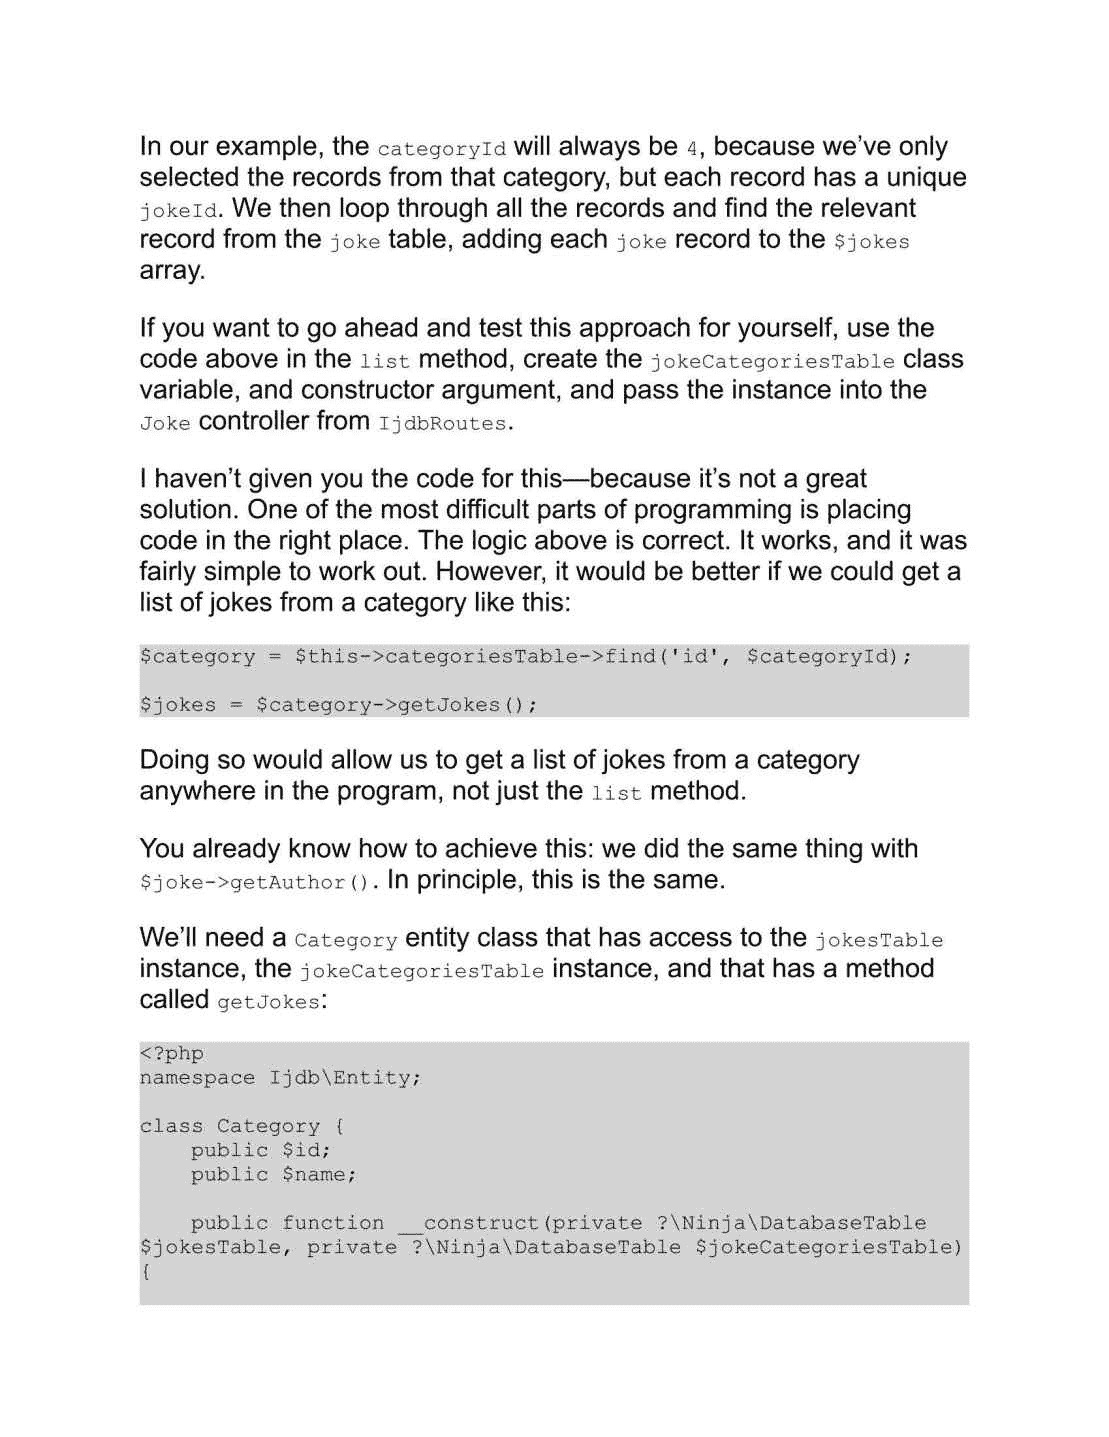 In our example, the categoryId will always be 4, because we’ve only
selected the records from that category, but each record has a unique
jokeId. We then loop through all the records and find the relevant
record from the joke table, adding each joke record to the $jokes
array.
If you want to go ahead and test this approach for yourself, use the
code above in the list method, create the jokeCategoriesTable class
variable, and constructor argument, and pass the instance into the
Joke controller from IjdbRoutes.
I haven’t given you the code for this—because it’s not a great
solution. One of the most difficult parts of programming is placing
code in the right place. The logic above is correct. It works, and it was
fairly simple to work out. However, it would be better if we could get a
list of jokes from a category like this:
$category = $this->categoriesTable->find('id', $categoryId);
$jokes = $category->getJokes();
Doing so would allow us to get a list of jokes from a category
anywhere in the program, not just the list method.
You already know how to achieve this: we did the same thing with
$joke->getAuthor(). In principle, this is the same.
We’ll need a Category entity class that has access to the jokesTable
instance, the jokeCategoriesTable instance, and that has a method
called getJokes:
<?php
namespace Ijdb\Entity;
class Category {
    public $id;
    public $name;
    public function __construct(private ?\Ninja\DatabaseTable
$jokesTable, private ?\Ninja\DatabaseTable $jokeCategoriesTable)
{